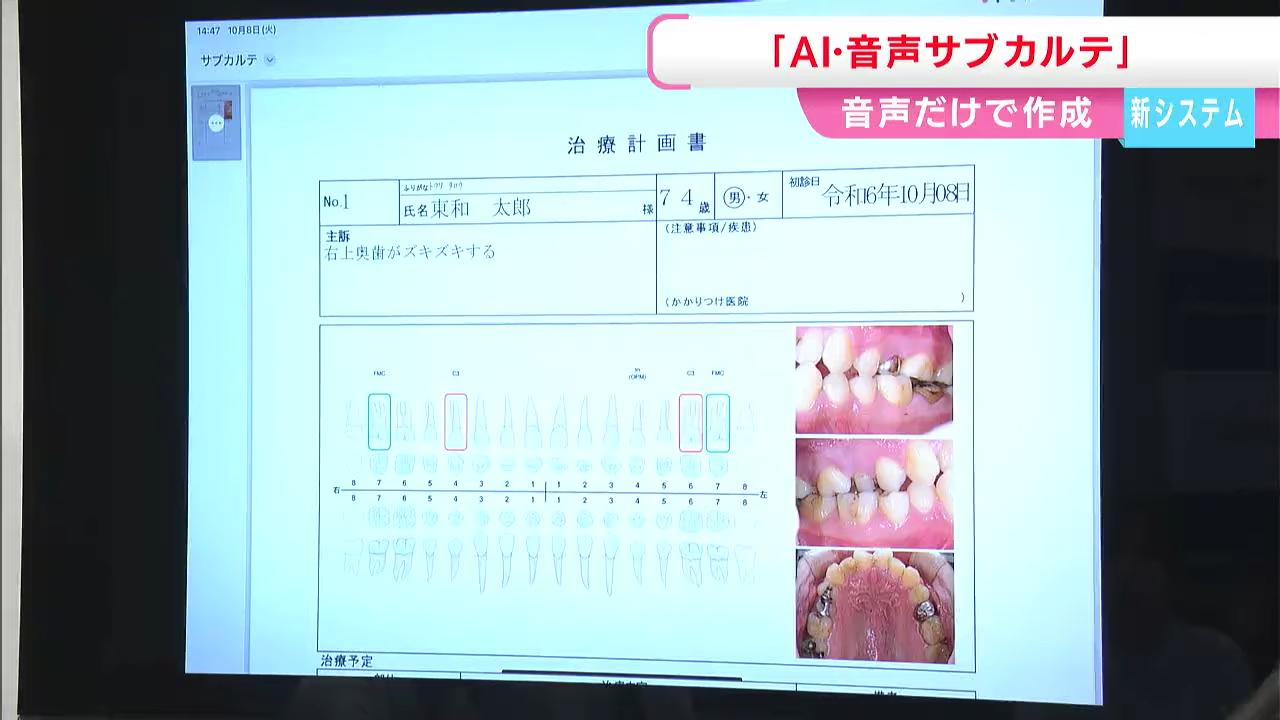 14:47 10月8日(火)
サブカルテ
「AI・音声サブカルテ」
音声だけで作成 新システム
治療計画書
No.1
ふりがな トウワ タロウ
氏名 東和 太郎 様
74歳
男・女
初診日 令和6年10月08日
主訴
右上奥歯がズキズキする
(注意事項/疾患)
(かかりつけ医院 )
FMC C3 C3 FMC
右 8 7 6 5 4 3 2 1 1 2 3 4 5 6 7 8 左
8 7 6 5 4 3 2 1 1 2 3 4 5 6 7 8
治療予定